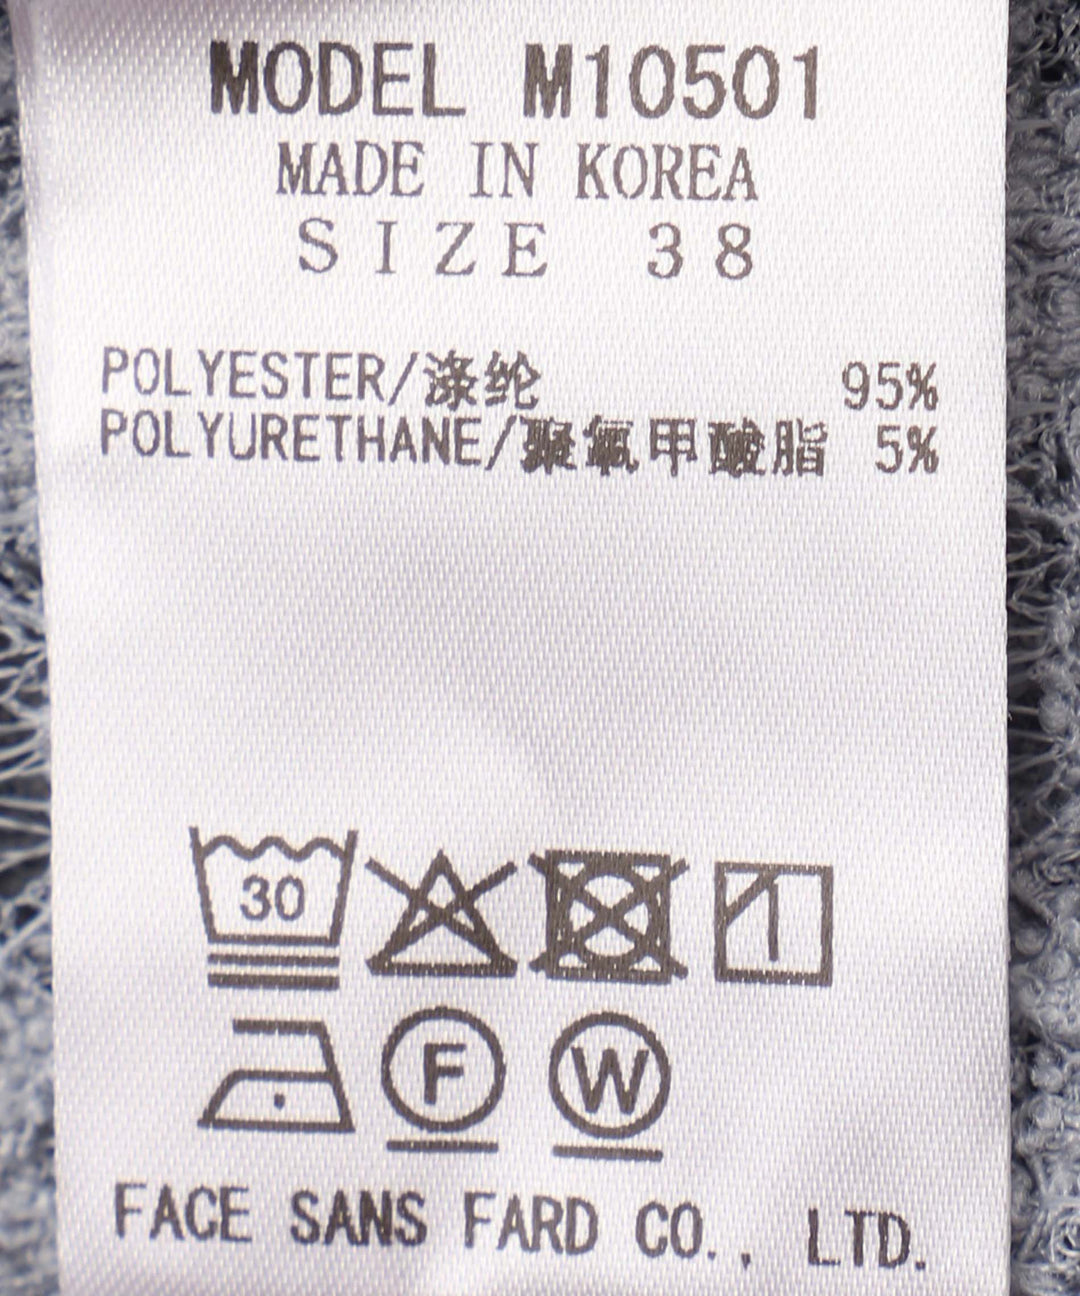 MODEL M10501
MADE IN KOREA
SIZE 38
POLYESTER/涤纶 95%
POLYURETHANE/聚氨甲酸脂 5%
30
F W
FACE SANS FARD CO., LTD.